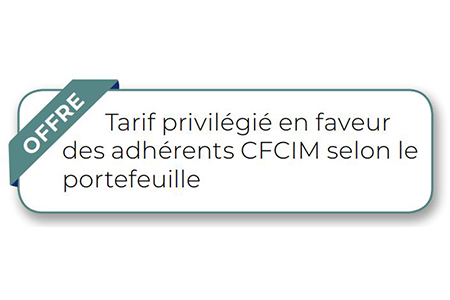 OFFRE
Tarif privilégié en faveur
des adhérents CFCIM selon le
portefeuille